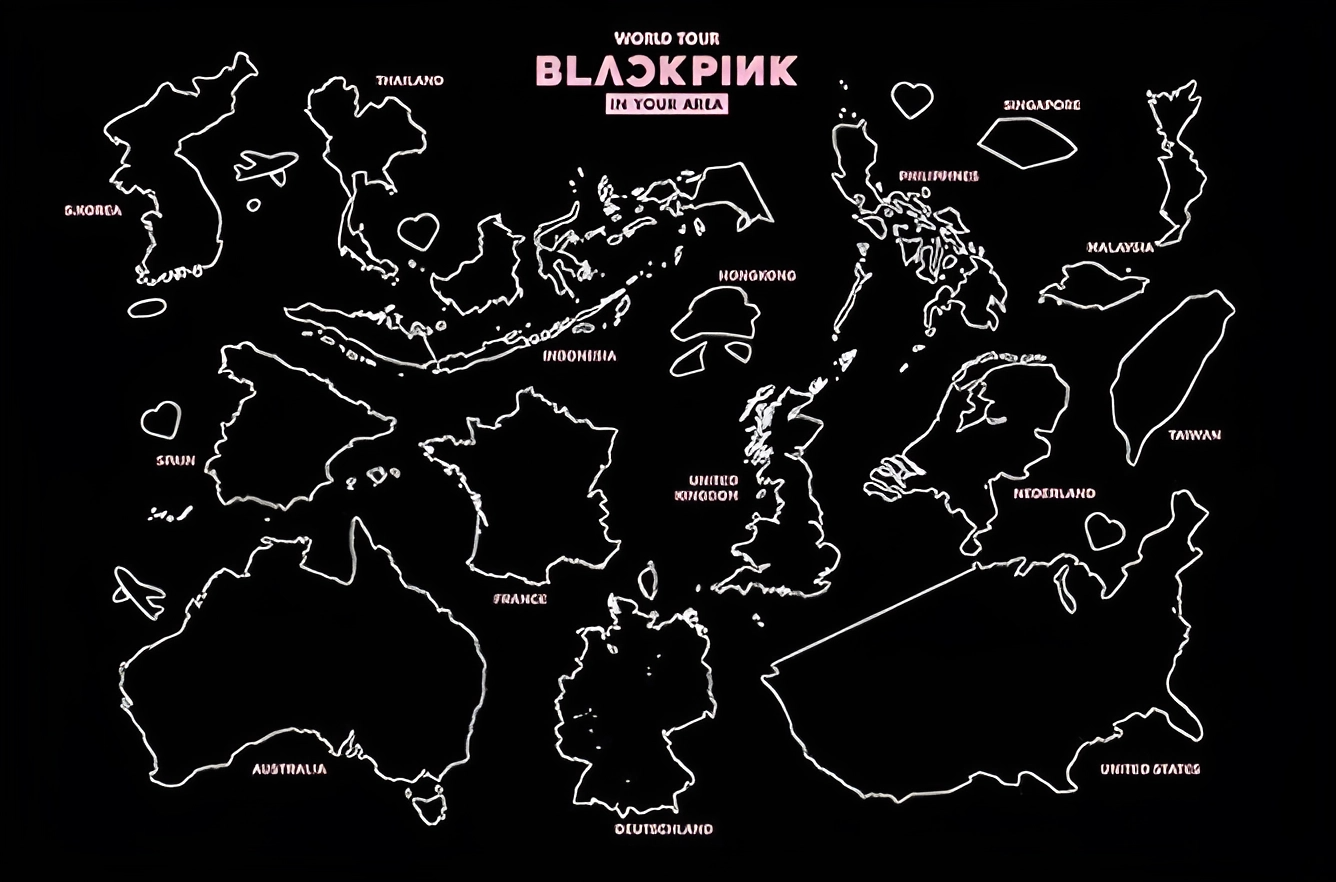 WORLD TOUR
BLACKPINK
IN YOUR AREA
THAILAND
SINGAPORE
PHILIPPINES
S.KOREA
MALAYSIA
HONGKONG
INDONESIA
TAIWAN
SPUN
UNITED
KINGDOM
NEDERLAND
FRANCE
AUSTRALIA
UNITED STATES
DEUTSCHLAND